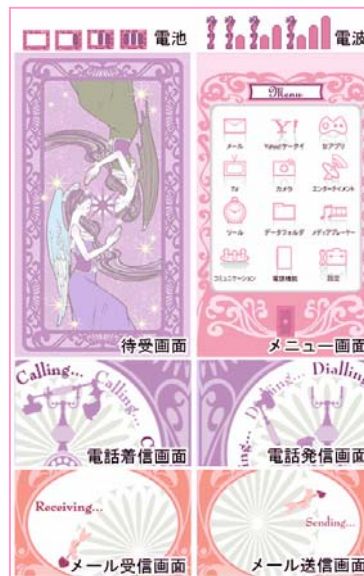 電池
電波
Menu
メール
Yahoo!ケータイ
S!アプリ
TV
カメラ
エンターテイメント
ツール
データフォルダ
メディアプレーヤー
コミュニケーション
電話機能
設定
待受画面
メニュー画面
Calling... Calling...
電話着信画面
Dialling... Dialling
電話発信画面
Receiving...
メール受信画面
Sending...
メール送信画面